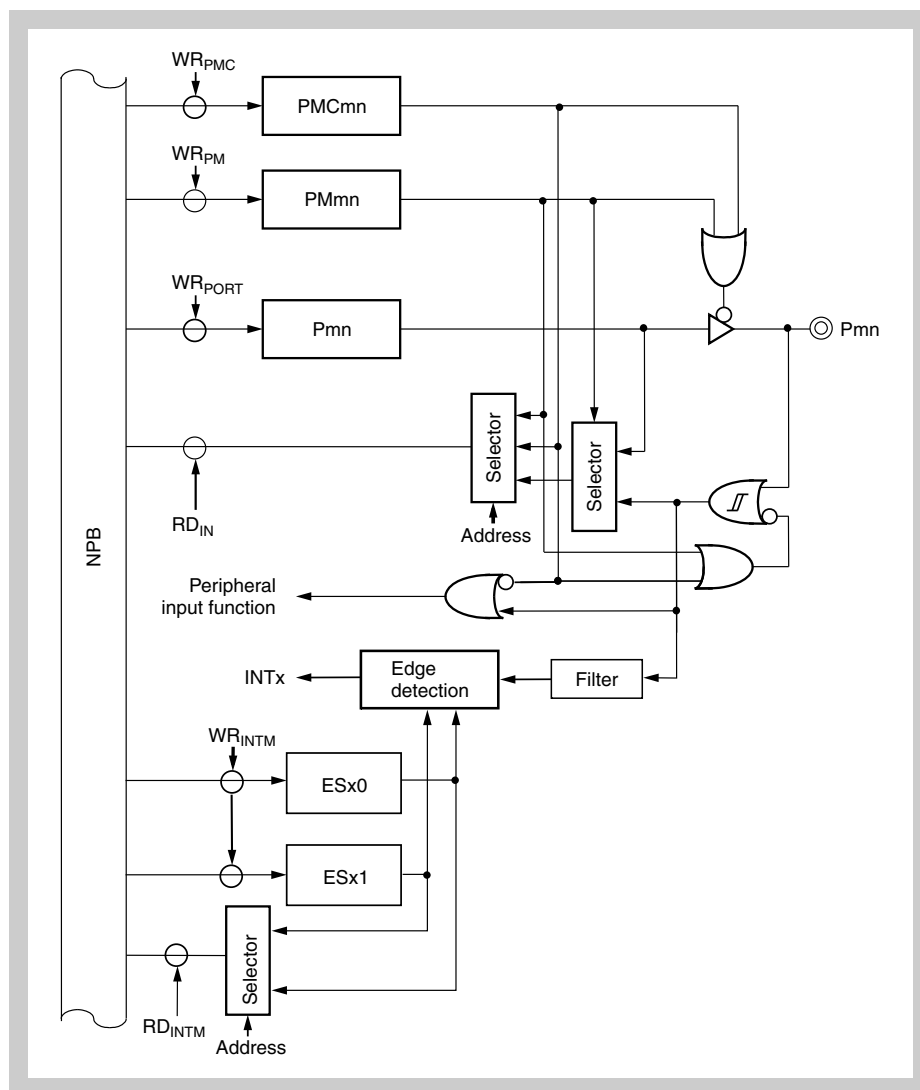 WRPMC
PMCmn
WRPM
PMmn
WRPORT
Pmn
Pmn
Selector
Selector
RDIN
Address
NPB
Peripheral
input function
INTx
Edge
detection
Filter
WRINTM
ESx0
ESx1
Selector
RDINTM
Address